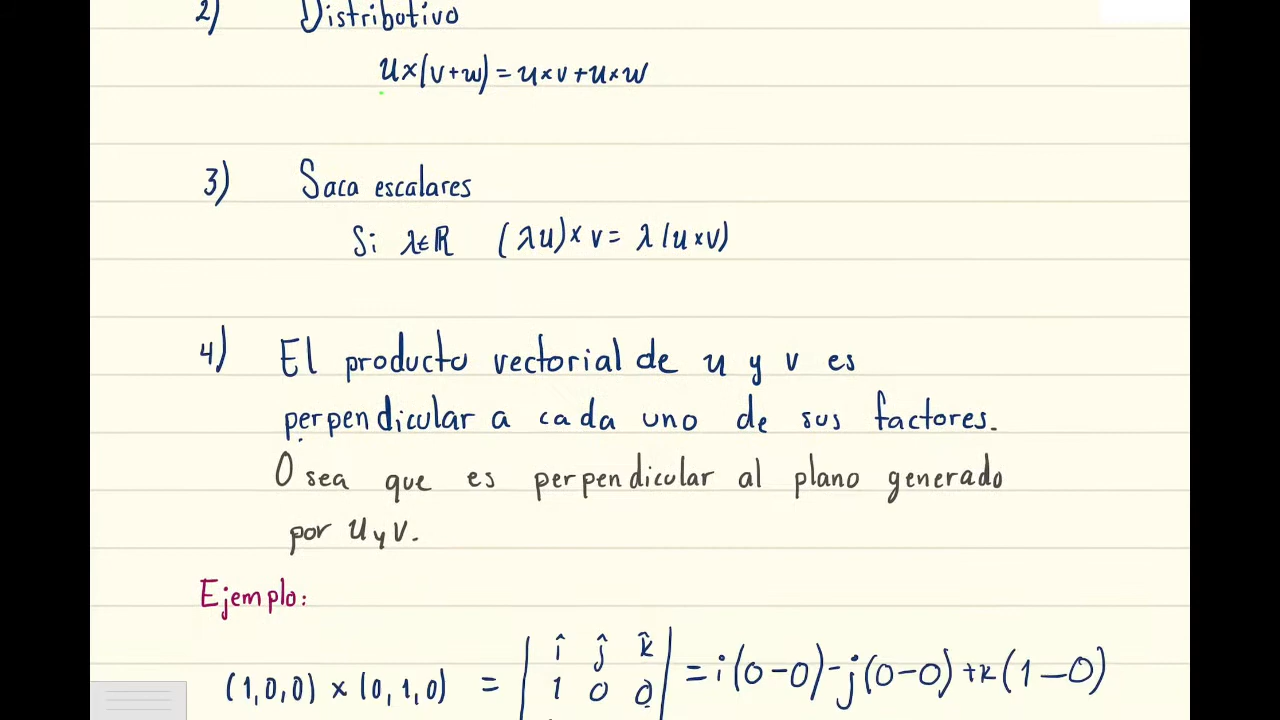 2) Distributivo
u×(v+w)=u×v+u×w
3) Saca escalares
Si λ∈ℝ (λu)×v=λ(u×v)
4) El producto vectorial de u y v es
perpendicular a cada uno de sus factores.
O sea que es perpendicular al plano generado
por u y v.
Ejemplo:
î ĵ k̂
(1,0,0) × (0,1,0) = | 1 0 0 | = i(0-0)-j(0-0)+k(1-0)